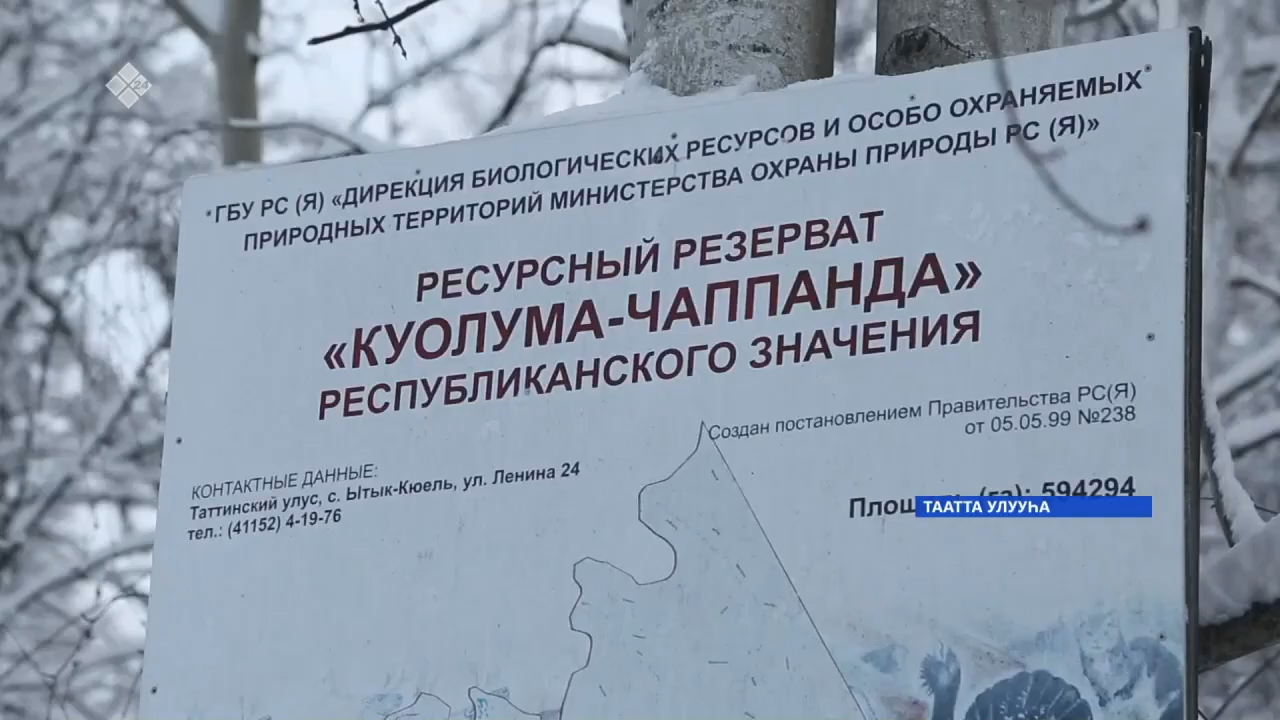 Х24
ГБУ РС (Я) «ДИРЕКЦИЯ БИОЛОГИЧЕСКИХ РЕСУРСОВ И ОСОБО ОХРАНЯЕМЫХ
ПРИРОДНЫХ ТЕРРИТОРИЙ МИНИСТЕРСТВА ОХРАНЫ ПРИРОДЫ РС (Я)»
РЕСУРСНЫЙ РЕЗЕРВАТ
«КУОЛУМА-ЧАППАНДА»
РЕСПУБЛИКАНСКОГО ЗНАЧЕНИЯ
Создан постановлением Правительства РС(Я)
от 05.05.99 №238
КОНТАКТНЫЕ ДАННЫЕ:
Таттинский улус, с. Ытык-Кюель, ул. Ленина 24
тел.: (41152) 4-19-76
(га): 594294
ТААТТА УЛУУҺА